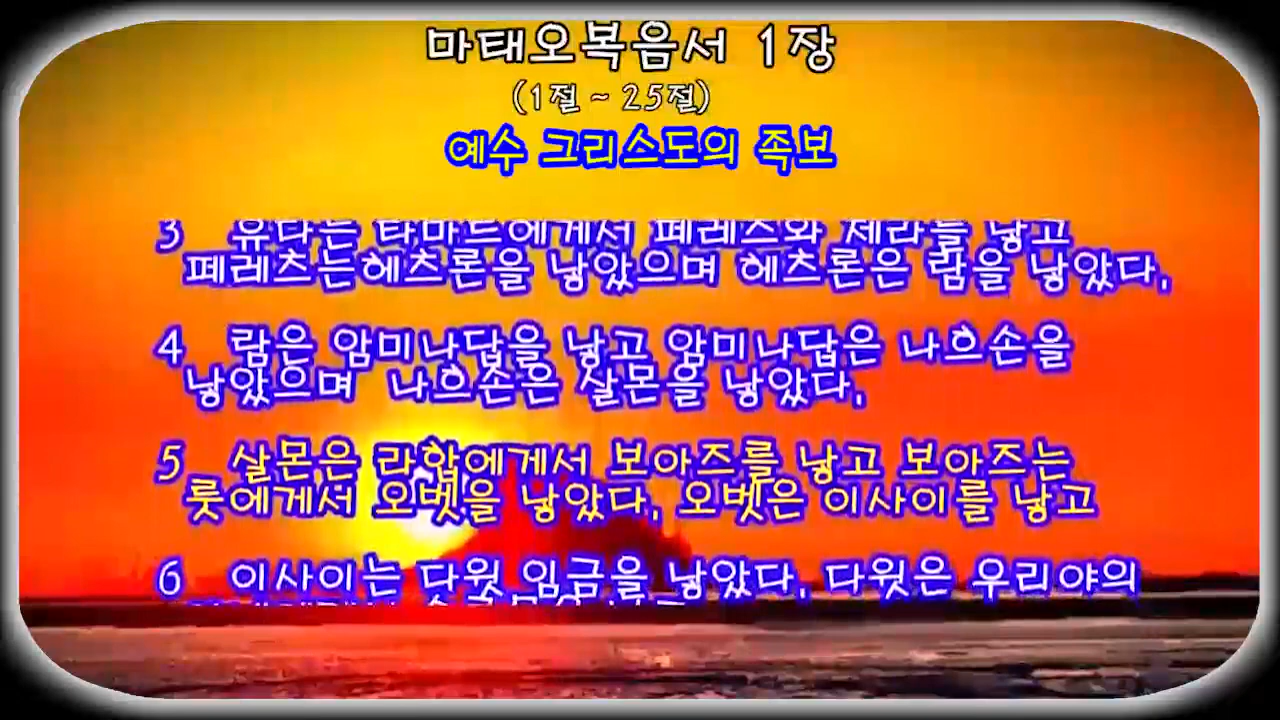 마태오복음서 1장
(1절 ~ 25절)
예수 그리스도의 족보
3 유다는 타마르에게서 페레츠와 제라를 낳고
페레츠는헤츠론을 낳았으며 헤츠론은 람을 낳았다.
4 람은 암미나답을 낳고 암미나답은 나흐손을
낳았으며 나흐손은 살몬을 낳았다.
5 살몬은 라합에게서 보아즈를 낳고 보아즈는
룻에게서 오벳을 낳았다. 오벳은 이사이를 낳고
6 이사이는 다윗 임금을 낳았다. 다윗은 우리야의